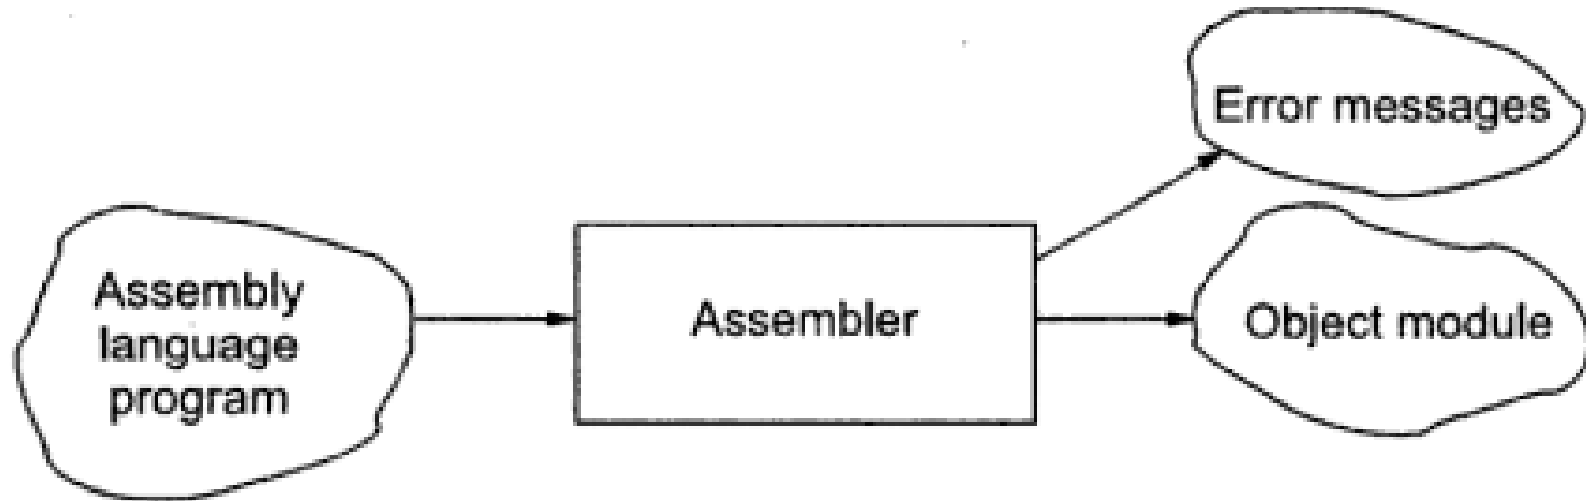 Error messages
Assembly
language
program
Assembler
Object module